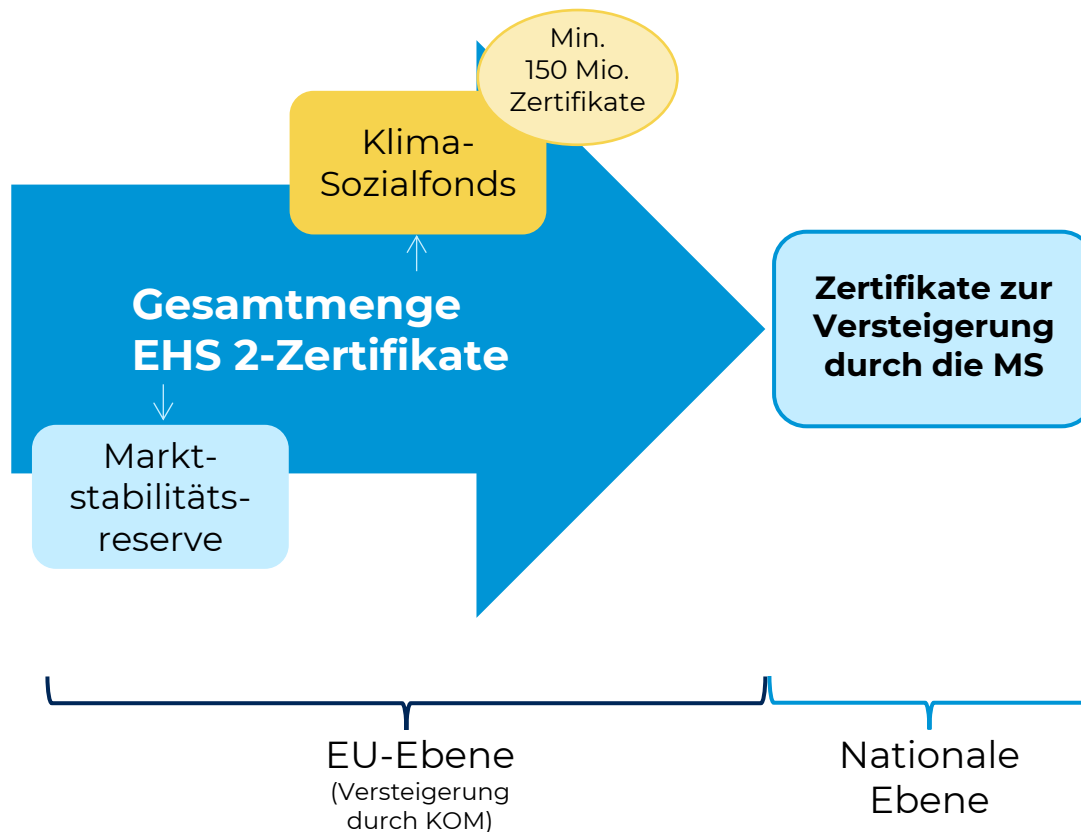 Min.
150 Mio.
Zertifikate
Klima-
Sozialfonds
Gesamtmenge
EHS 2-Zertifikate
Markt-
stabilitäts-
reserve
Zertifikate zur
Versteigerung
durch die MS
EU-Ebene
(Versteigerung
durch KOM)
Nationale
Ebene